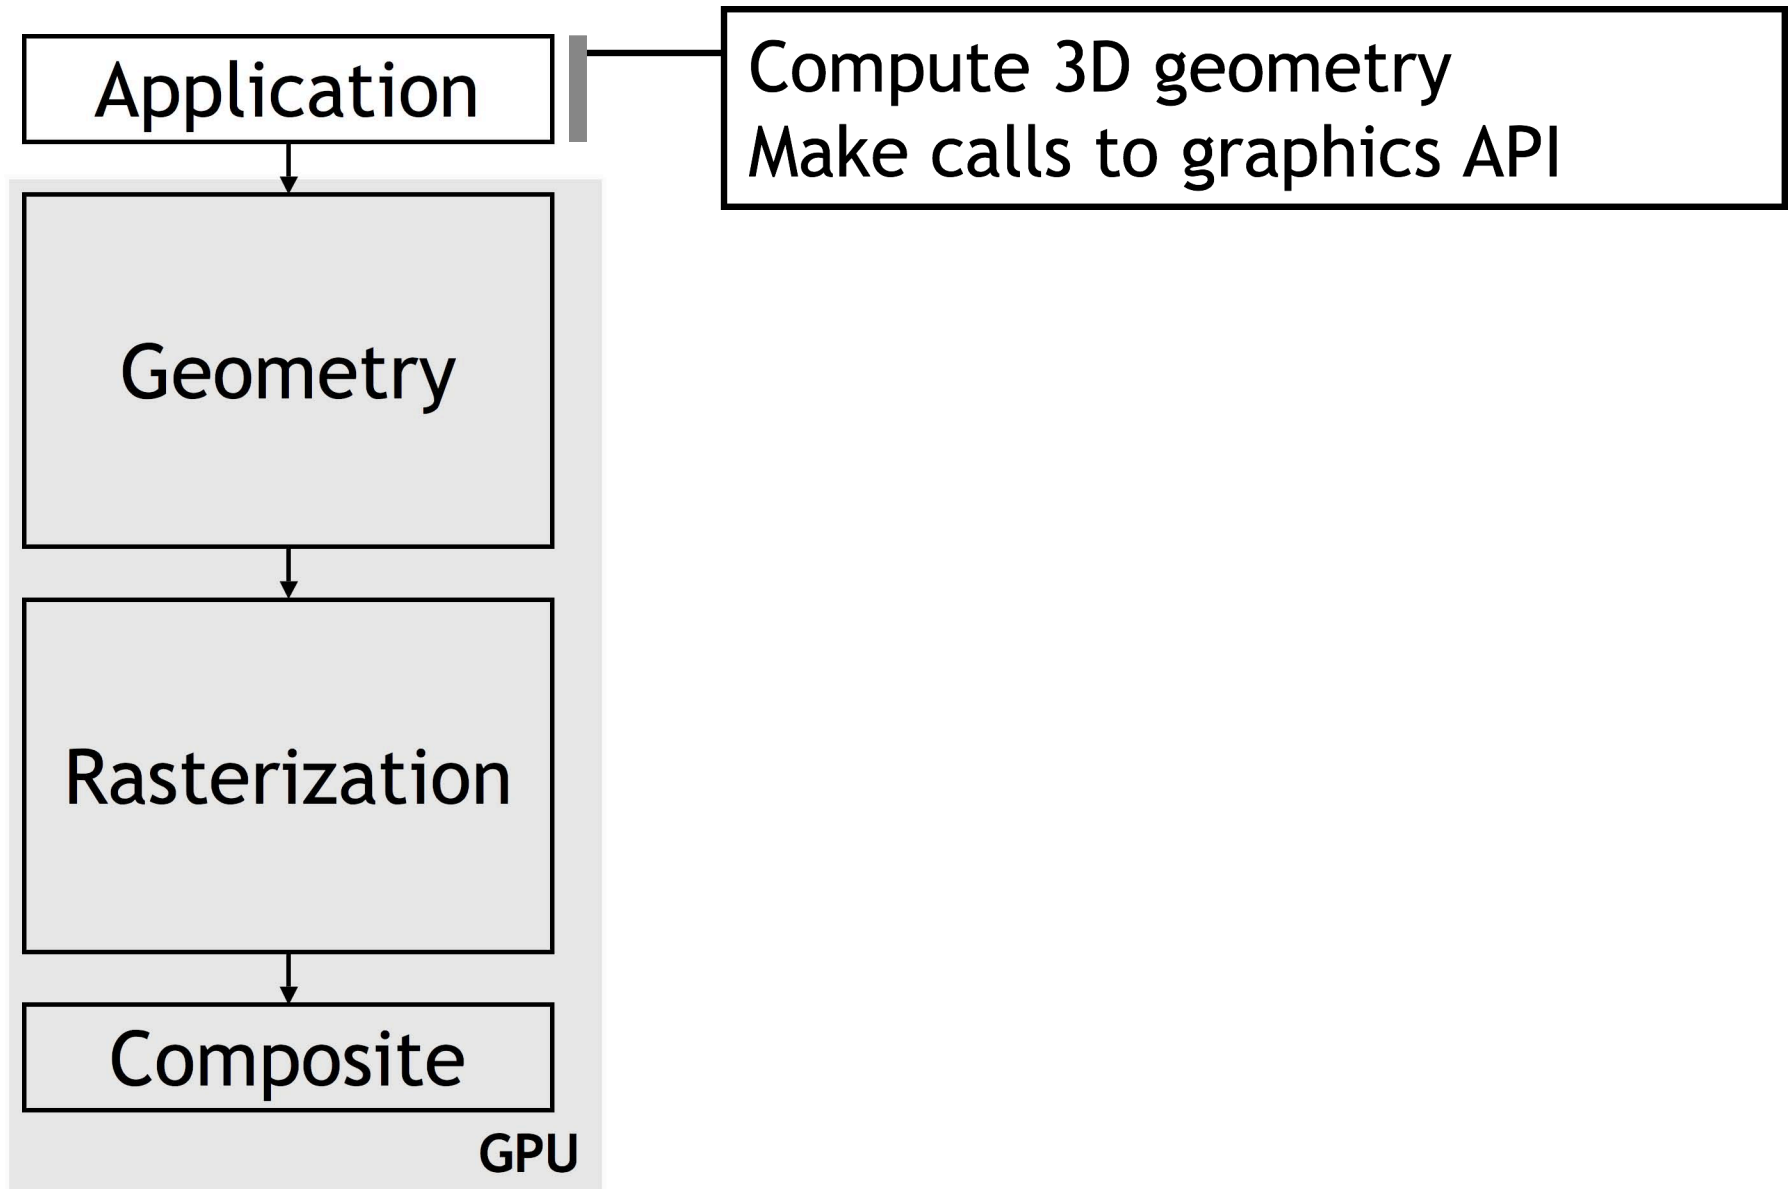 Application
Compute 3D geometry
Make calls to graphics API
Geometry
Rasterization
Composite
GPU